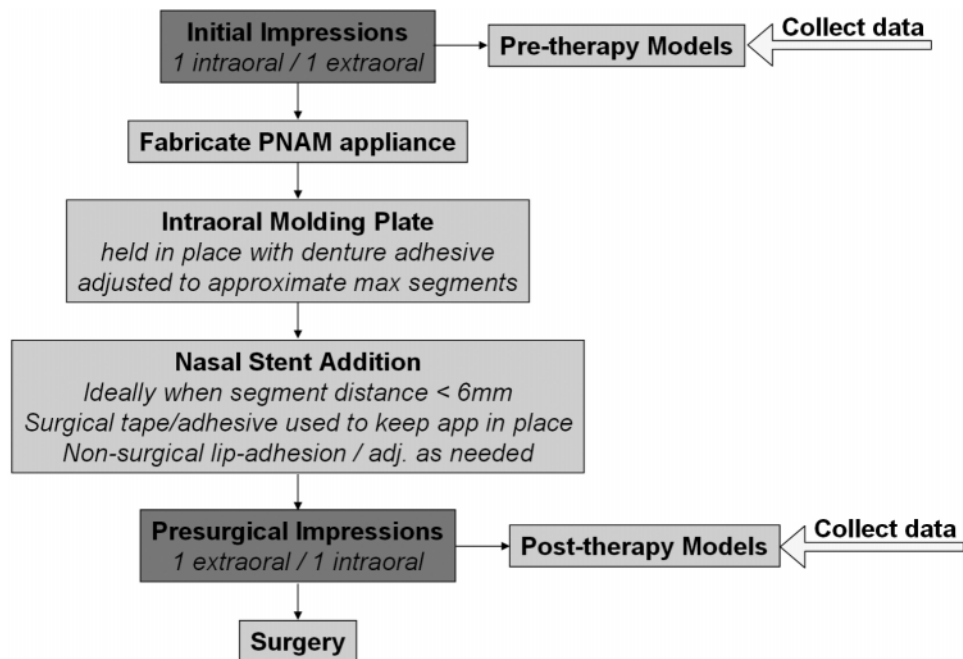 Initial Impressions
1 intraoral / 1 extraoral
Pre-therapy Models
Collect data
Fabricate PNAM appliance
Intraoral Molding Plate
held in place with denture adhesive
adjusted to approximate max segments
Nasal Stent Addition
Ideally when segment distance < 6mm
Surgical tape/adhesive used to keep app in place
Non-surgical lip-adhesion / adj. as needed
Presurgical Impressions
1 extraoral / 1 intraoral
Post-therapy Models
Collect data
Surgery